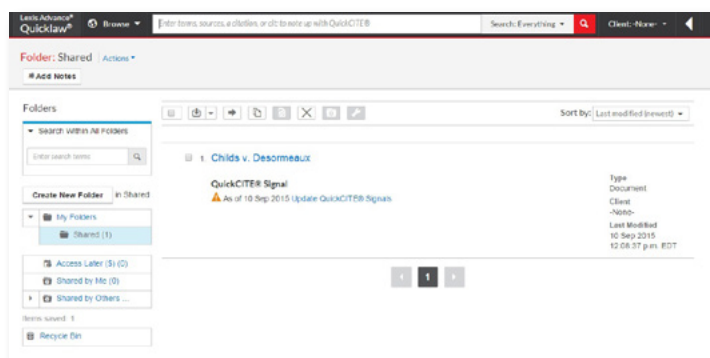 Lexis Advance®
Quicklaw®
Browse
Enter terms, sources, a citation, or cite to note up with QuickCITE®
Search: Everything
Client: -None-
Folder: Shared
Actions
Add Notes
Folders
Search Within All Folders
Enter search terms
Create New Folder in Shared
My Folders
Shared (1)
Access Later ($) (0)
Shared by Me (0)
Shared by Others ...
Items saved: 1
Recycle Bin
Sort by: Last modified (newest)
1. Childs v. Desormeaux
QuickCITE® Signal
As of 10 Sep 2015 Update QuickCITE® Signals
Type
Document
Client
-None-
Last Modified
10 Sep 2015
12:08:37 p.m. EDT
1